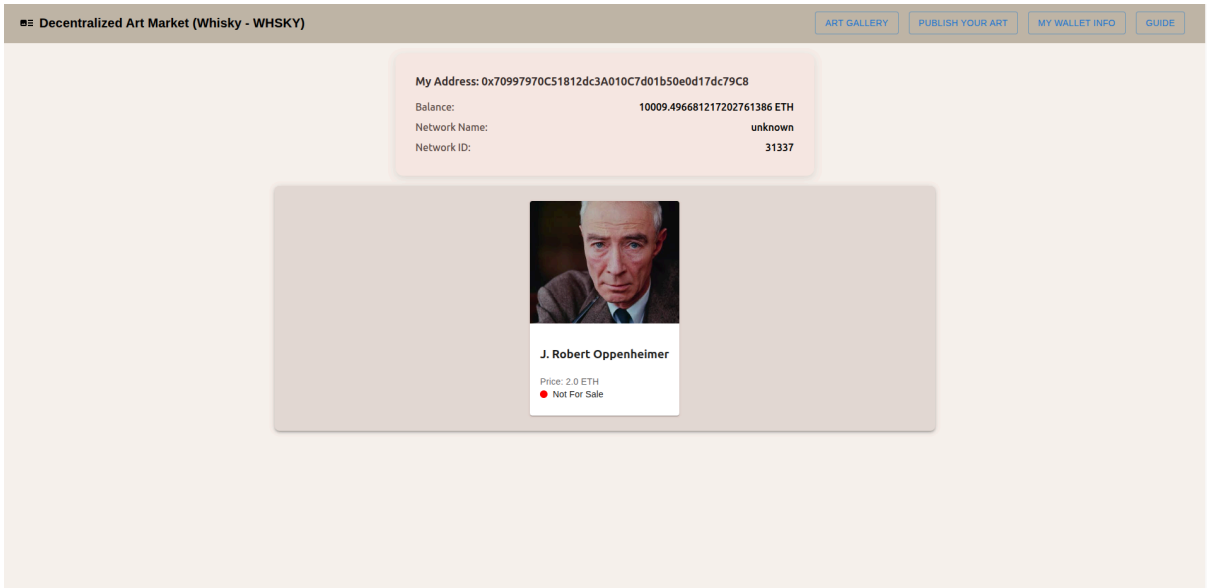 Decentralized Art Market (Whisky - WHSKY)
ART GALLERY
PUBLISH YOUR ART
MY WALLET INFO
GUIDE
My Address: 0x70997970C51812dc3A010C7d01b50e0d17dc79C8
Balance: 10009.496681217202761386 ETH
Network Name: unknown
Network ID: 31337
J. Robert Oppenheimer
Price: 2.0 ETH
Not For Sale